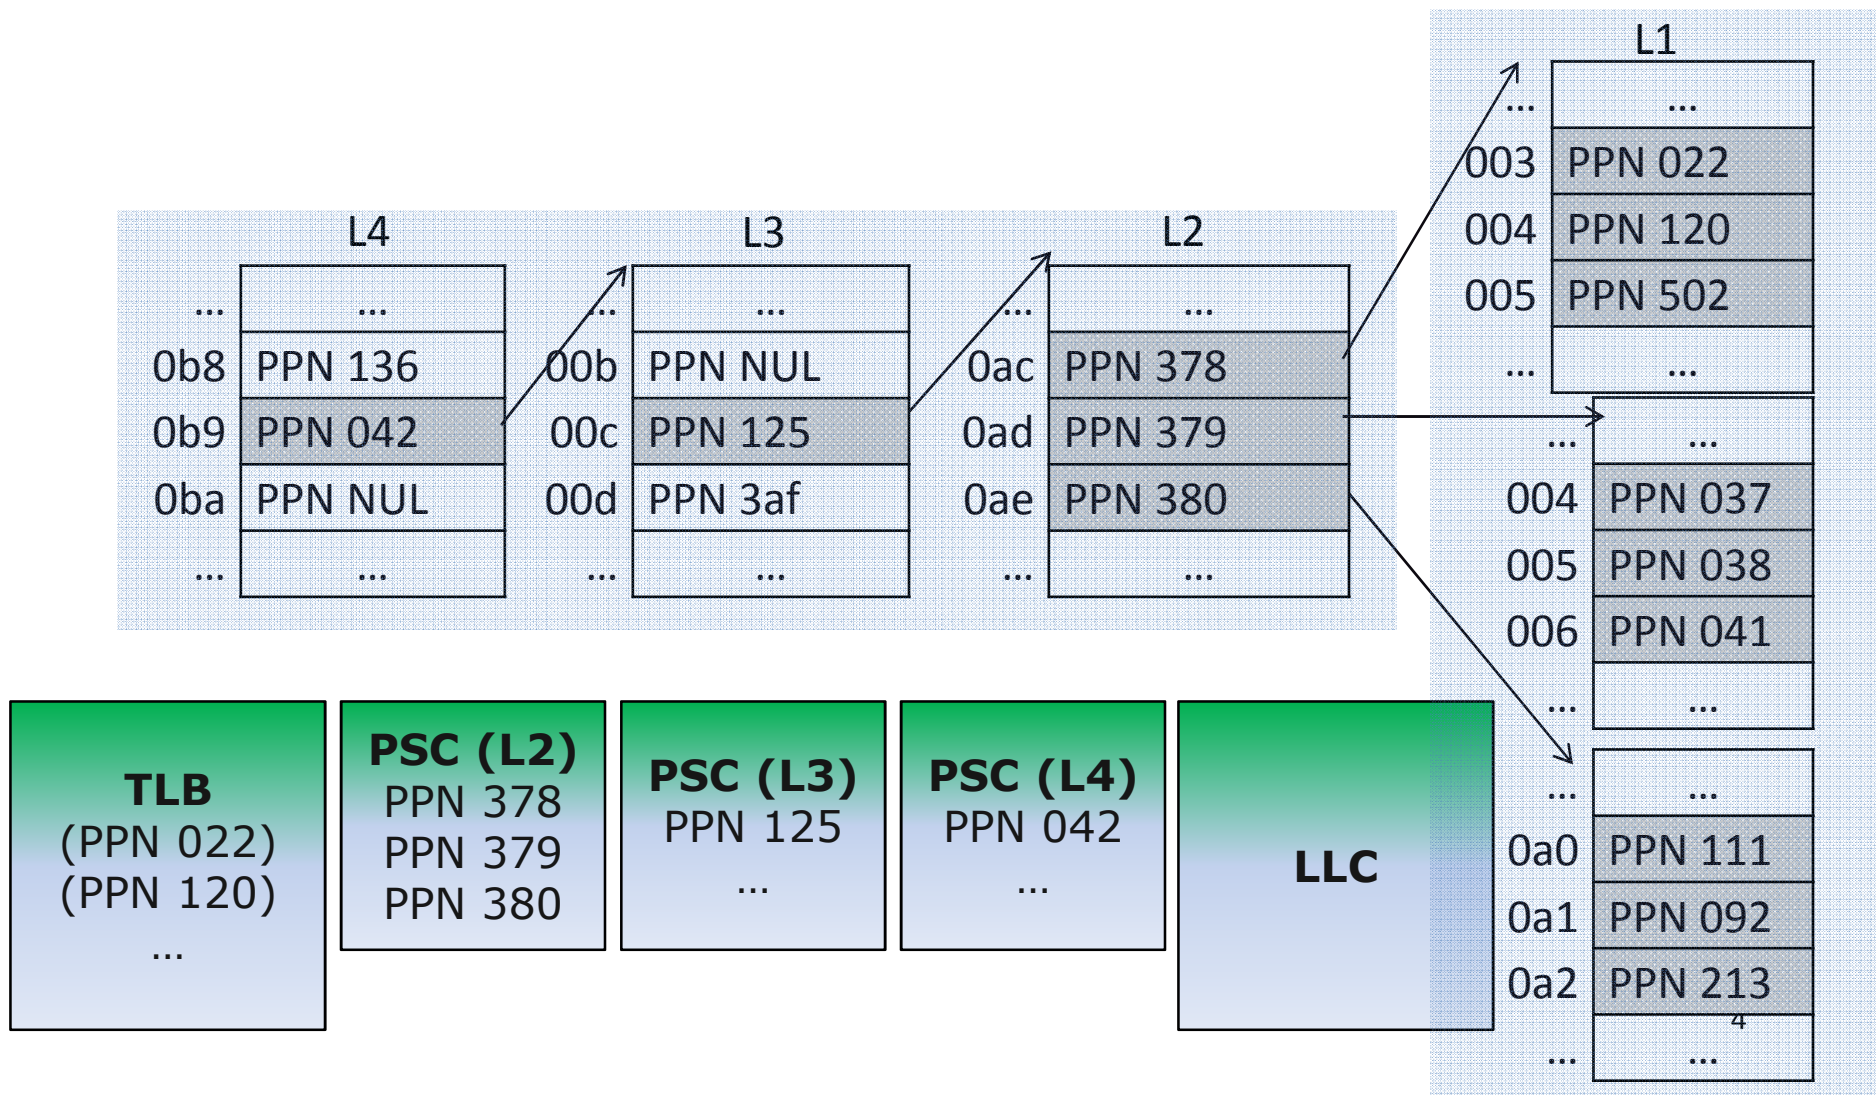 L4
... ...
0b8 PPN 136
0b9 PPN 042
0ba PPN NUL
... ...
L3
... ...
00b PPN NUL
00c PPN 125
00d PPN 3af
... ...
L2
... ...
0ac PPN 378
0ad PPN 379
0ae PPN 380
... ...
L1
... ...
003 PPN 022
004 PPN 120
005 PPN 502
... ...
... ...
004 PPN 037
005 PPN 038
006 PPN 041
... ...
... ...
0a0 PPN 111
0a1 PPN 092
0a2 PPN 213
4
... ...
TLB
(PPN 022)
(PPN 120)
...
PSC (L2)
PPN 378
PPN 379
PPN 380
PSC (L3)
PPN 125
...
PSC (L4)
PPN 042
...
LLC